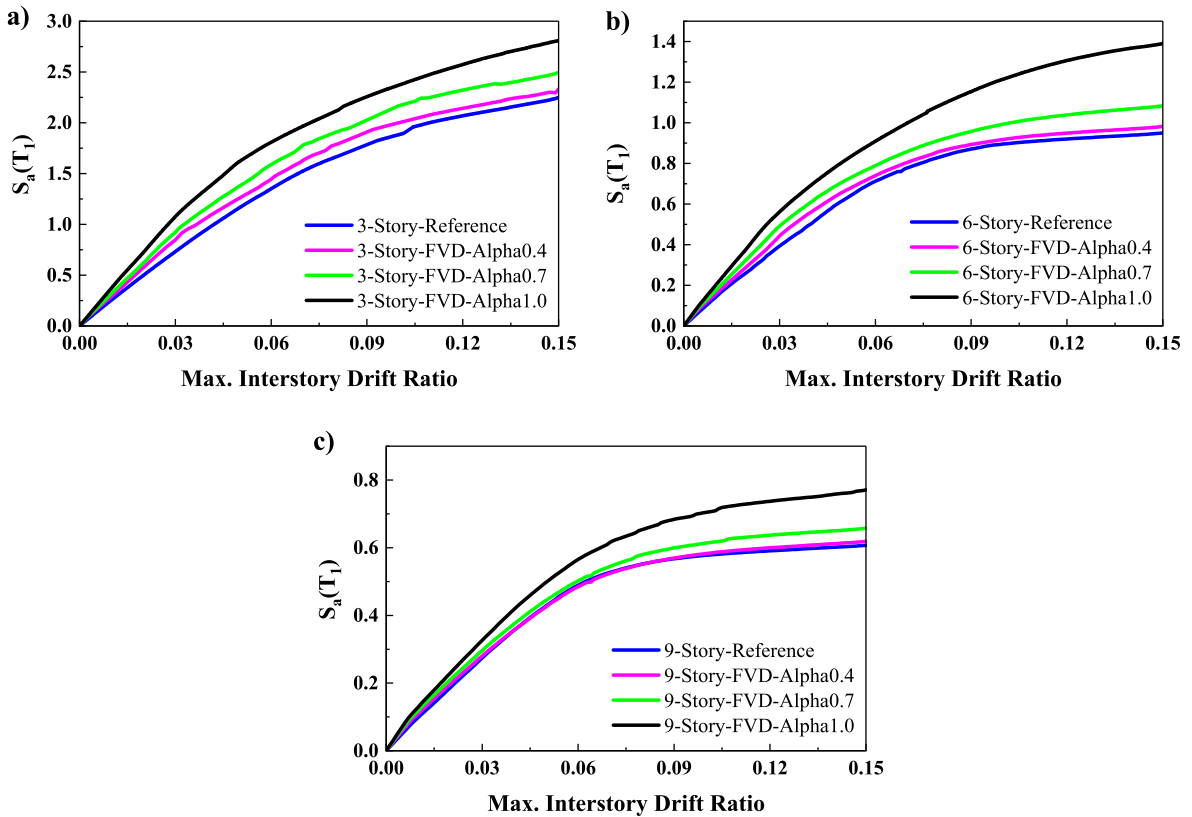 a)
3.0
2.5
2.0
1.5
1.0
0.5
0.0
Sa(T1)
3-Story-Reference
3-Story-FVD-Alpha0.4
3-Story-FVD-Alpha0.7
3-Story-FVD-Alpha1.0
0.00 0.03 0.06 0.09 0.12 0.15
Max. Interstory Drift Ratio
b)
1.4
1.2
1.0
0.8
0.6
0.4
0.2
0.0
Sa(T1)
6-Story-Reference
6-Story-FVD-Alpha0.4
6-Story-FVD-Alpha0.7
6-Story-FVD-Alpha1.0
0.00 0.03 0.06 0.09 0.12 0.15
Max. Interstory Drift Ratio
c)
0.8
0.6
0.4
0.2
0.0
Sa(T1)
9-Story-Reference
9-Story-FVD-Alpha0.4
9-Story-FVD-Alpha0.7
9-Story-FVD-Alpha1.0
0.00 0.03 0.06 0.09 0.12 0.15
Max. Interstory Drift Ratio